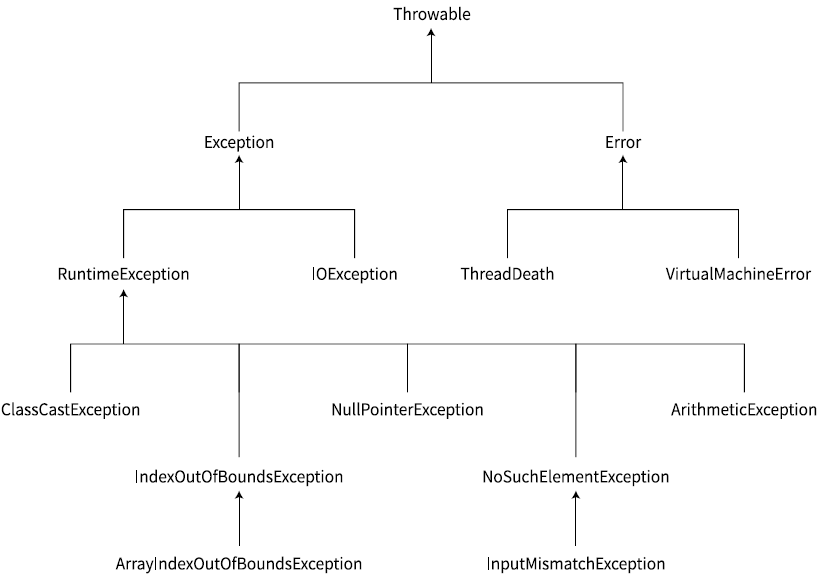 Throwable
Exception
Error
RuntimeException
IOException
ThreadDeath
VirtualMachineError
ClassCastException
NullPointerException
ArithmeticException
IndexOutOfBoundsException
NoSuchElementException
ArrayIndexOutOfBoundsException
InputMismatchException